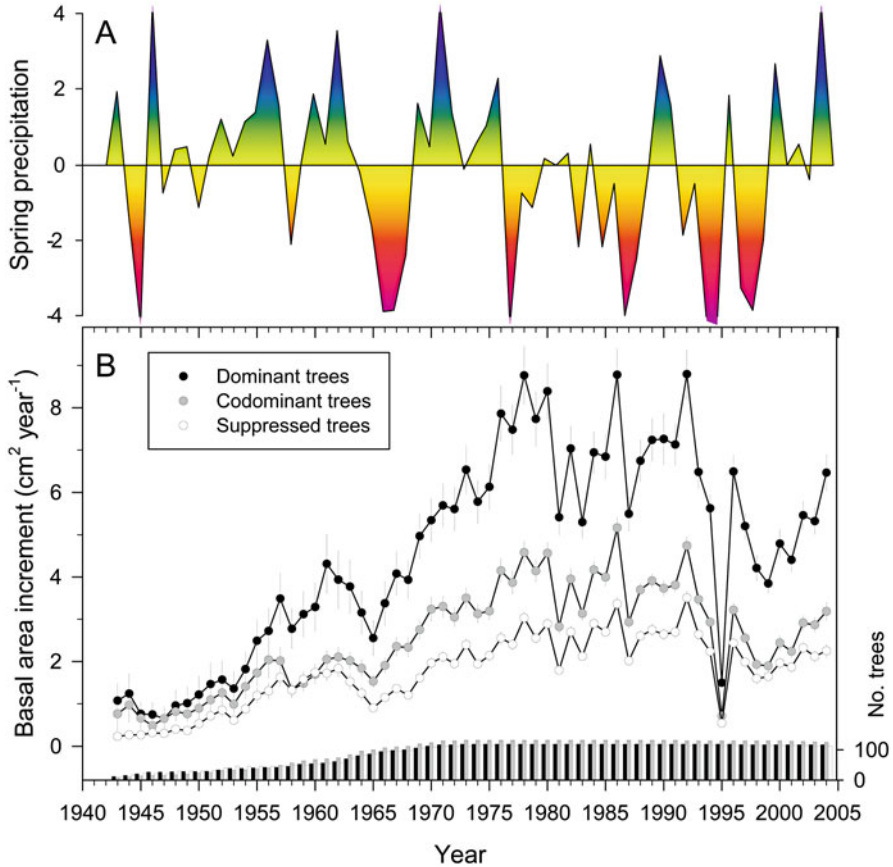 A
Spring precipitation
4
2
0
-2
-4
B
Dominant trees
Codominant trees
Suppressed trees
Basal area increment (cm² year⁻¹)
8
6
4
2
0
No. trees
100
0
1940 1945 1950 1955 1960 1965 1970 1975 1980 1985 1990 1995 2000 2005
Year